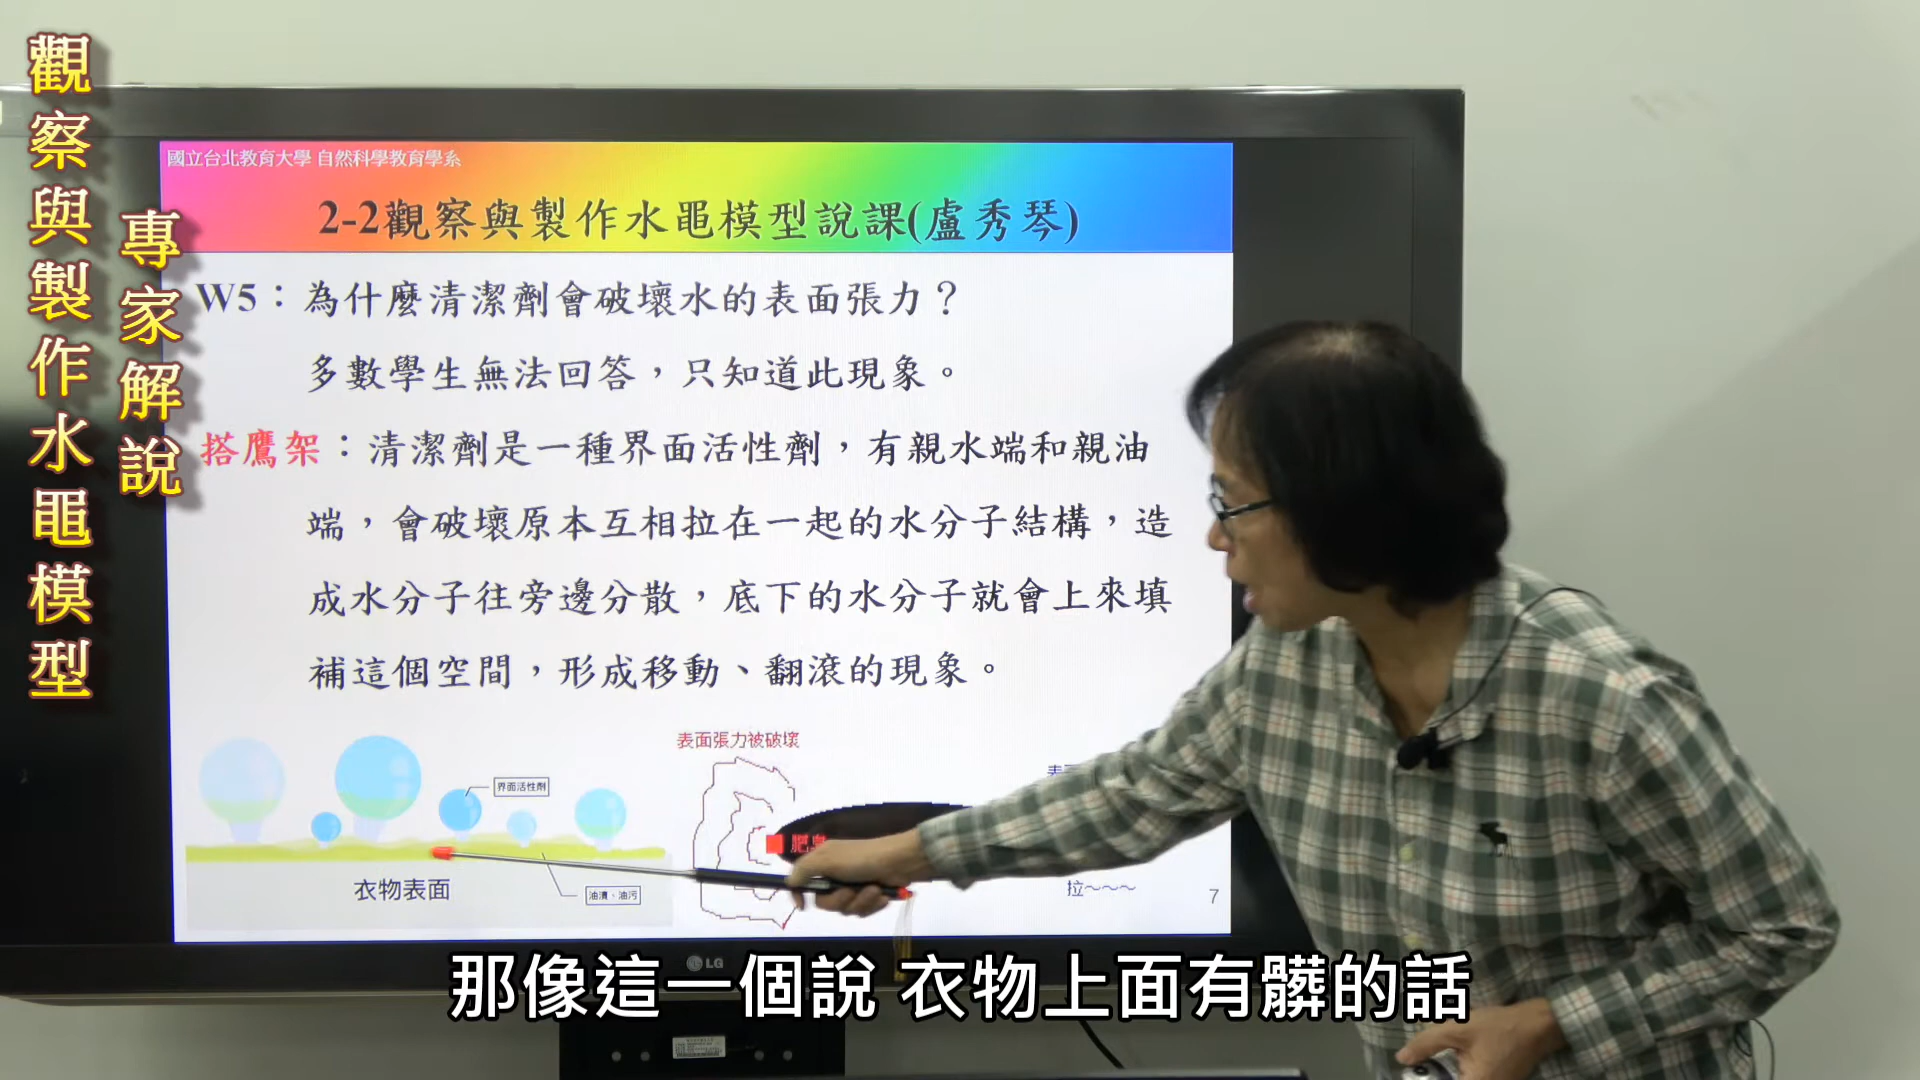 觀察與製作水黽模型
專家解說
國立台北教育大學 自然科學教育學系
2-2觀察與製作水黽模型說課(盧秀琴)
W5：為什麼清潔劑會破壞水的表面張力？
多數學生無法回答，只知道此現象。
搭鷹架：清潔劑是一種界面活性劑，有親水端和親油
端，會破壞原本互相拉在一起的水分子結構，造
成水分子往旁邊分散，底下的水分子就會上來填
補這個空間，形成移動、翻滾的現象。
表面張力被破壞
界面活性劑
肥皂
衣物表面
油漬、油污
拉～～～
7
LG
那像這一個說 衣物上面有髒的話